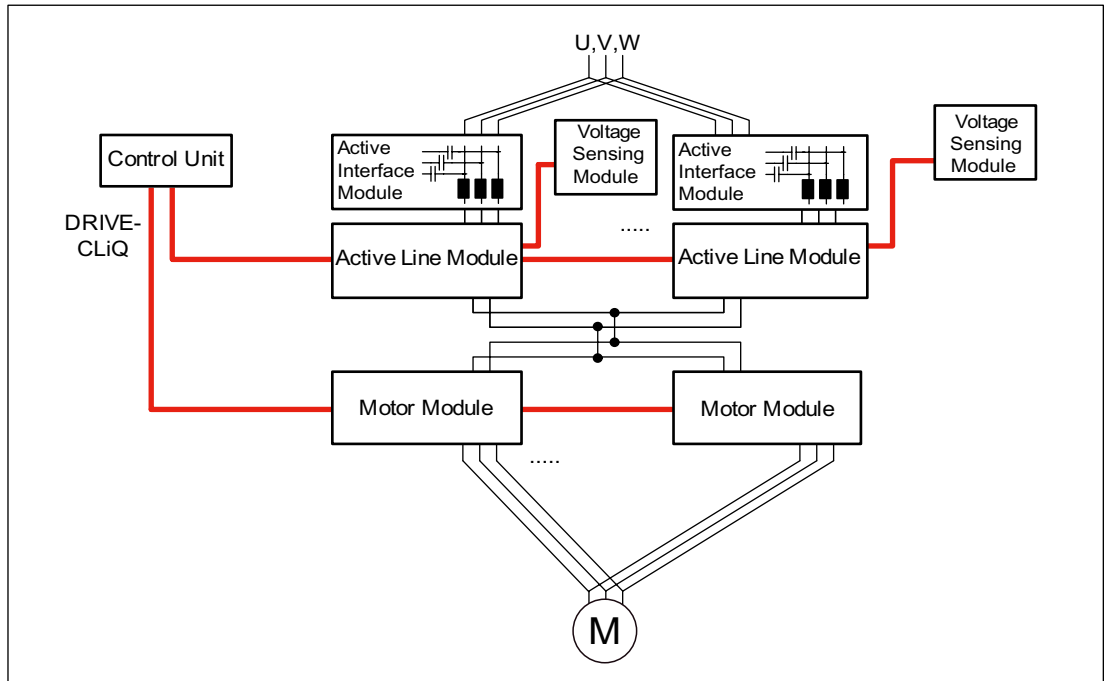 U,V,W
Control Unit
DRIVE-
CLiQ
Active
Interface
Module
Voltage
Sensing
Module
Active
Interface
Module
Voltage
Sensing
Module
Active Line Module
.....
Active Line Module
Motor Module
.....
Motor Module
M